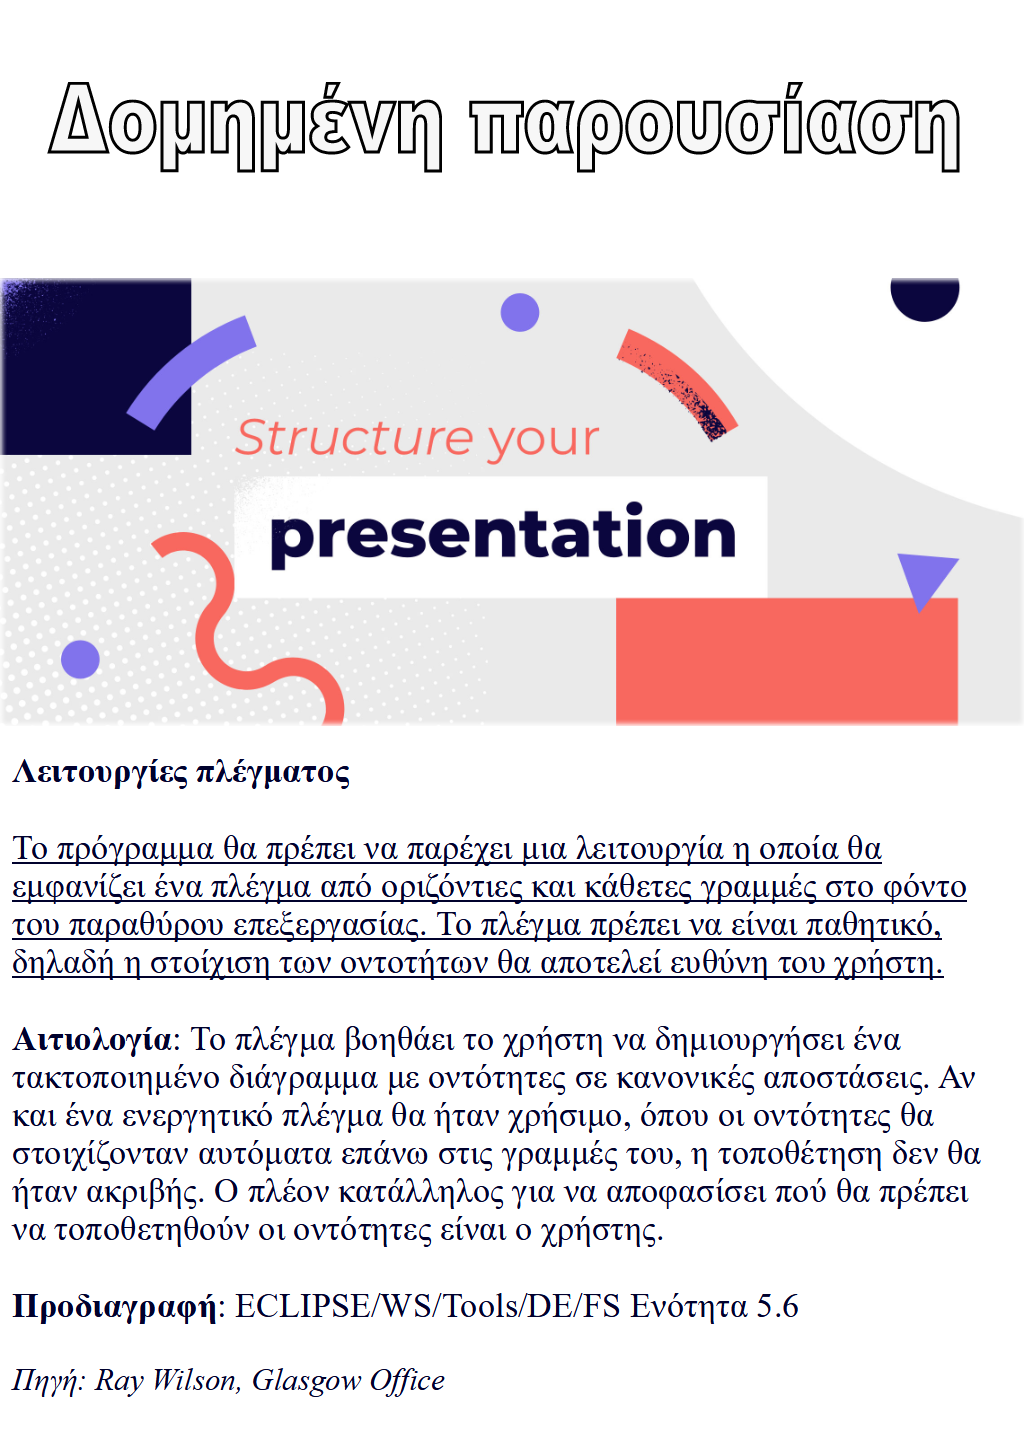 Δομημένη παρουσίαση
Structure your
presentation
Λειτουργίες πλέγματος
Το πρόγραμμα θα πρέπει να παρέχει μια λειτουργία η οποία θα
εμφανίζει ένα πλέγμα από οριζόντιες και κάθετες γραμμές στο φόντο
του παραθύρου επεξεργασίας. Το πλέγμα πρέπει να είναι παθητικό,
δηλαδή η στοίχιση των οντοτήτων θα αποτελεί ευθύνη του χρήστη.
Αιτιολογία: Το πλέγμα βοηθάει το χρήστη να δημιουργήσει ένα
τακτοποιημένο διάγραμμα με οντότητες σε κανονικές αποστάσεις. Αν
και ένα ενεργητικό πλέγμα θα ήταν χρήσιμο, όπου οι οντότητες θα
στοιχίζονταν αυτόματα επάνω στις γραμμές του, η τοποθέτηση δεν θα
ήταν ακριβής. Ο πλέον κατάλληλος για να αποφασίσει πού θα πρέπει
να τοποθετηθούν οι οντότητες είναι ο χρήστης.
Προδιαγραφή: ECLIPSE/WS/Tools/DE/FS Ενότητα 5.6
Πηγή: Ray Wilson, Glasgow Office